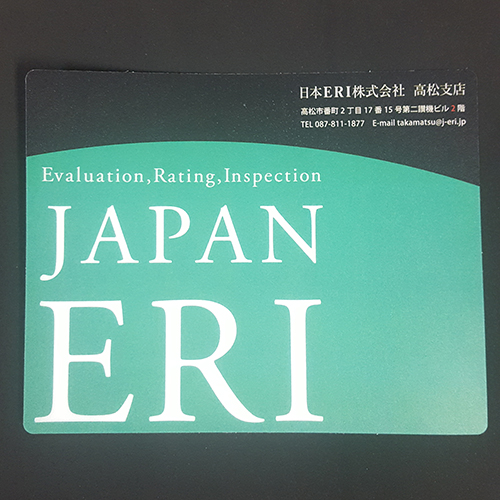 日本ERI株式会社 高松支店
高松市番町2丁目17番15号第二讃機ビル2階
TEL 087-811-1877 E-mail takamatsu@j-eri.jp
Evaluation,Rating,Inspection
JAPAN
ERI